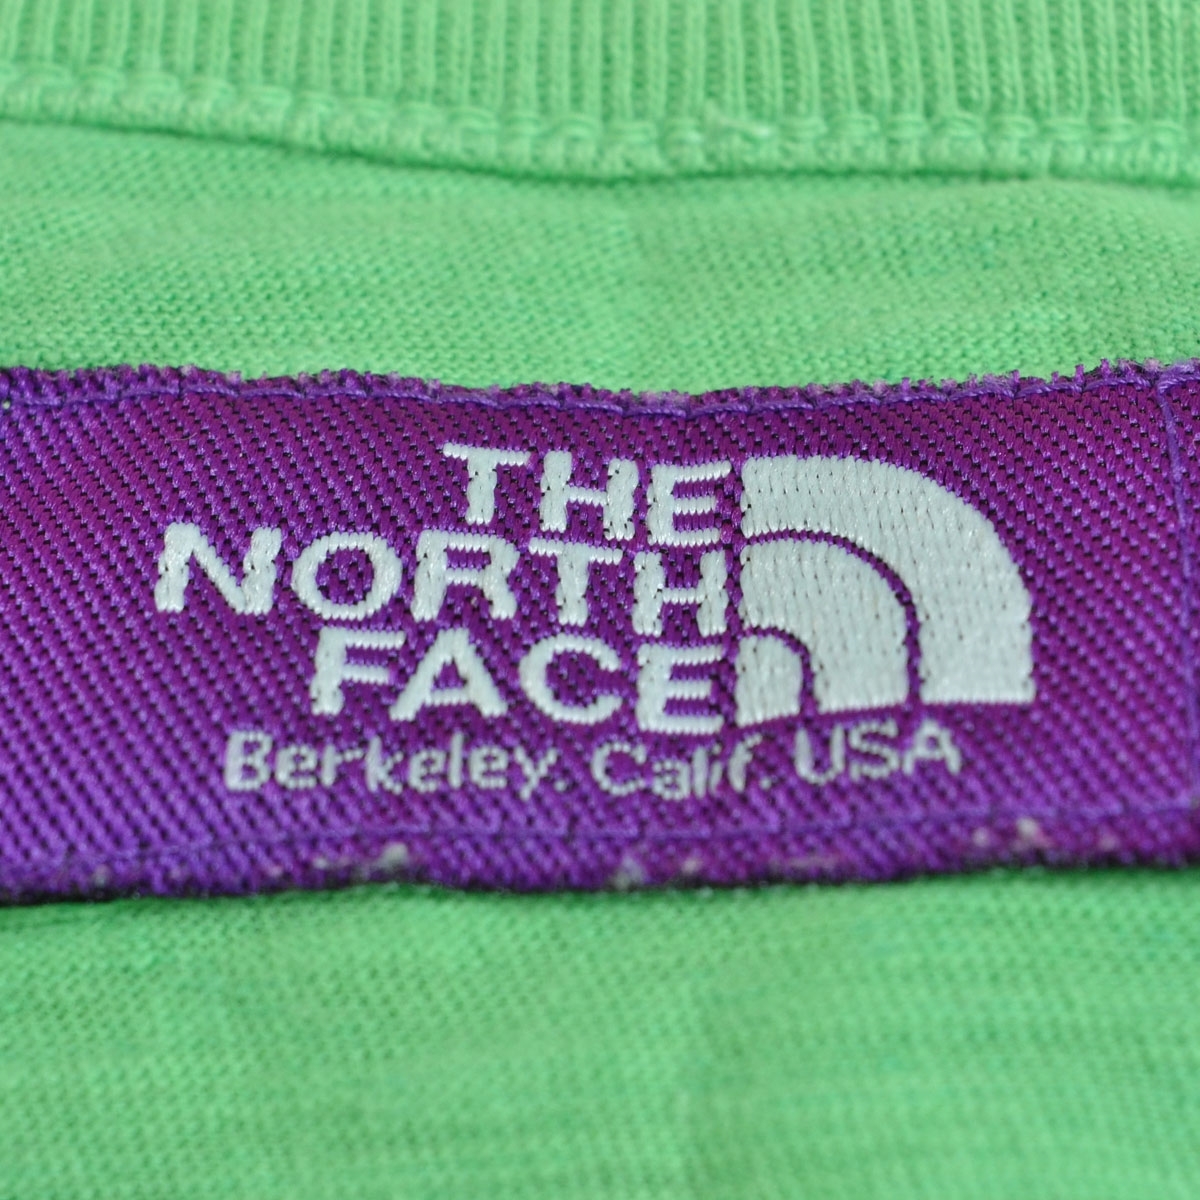 THE
NORTH
FACE
Berkeley. Calif. USA